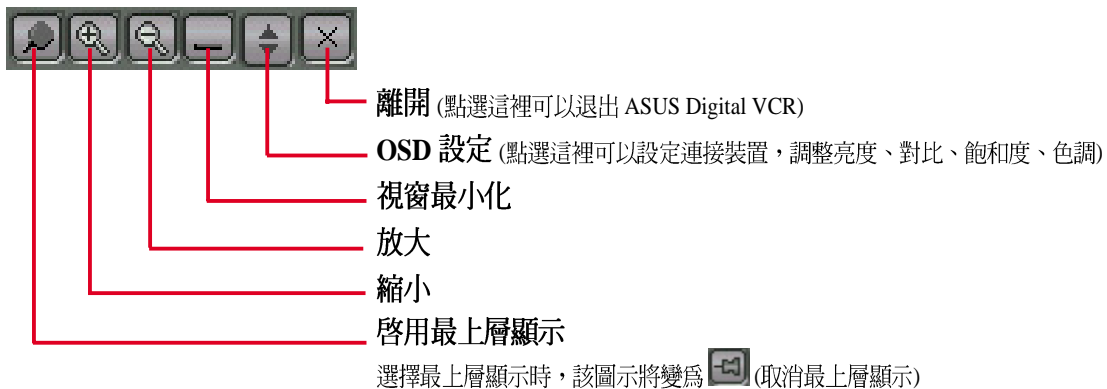 離開 (點選這裡可以退出 ASUS Digital VCR)
OSD 設定 (點選這裡可以設定連接裝置，調整亮度、對比、飽和度、色調)
視窗最小化
放大
縮小
啓用最上層顯示
選擇最上層顯示時，該圖示將變爲 (取消最上層顯示)